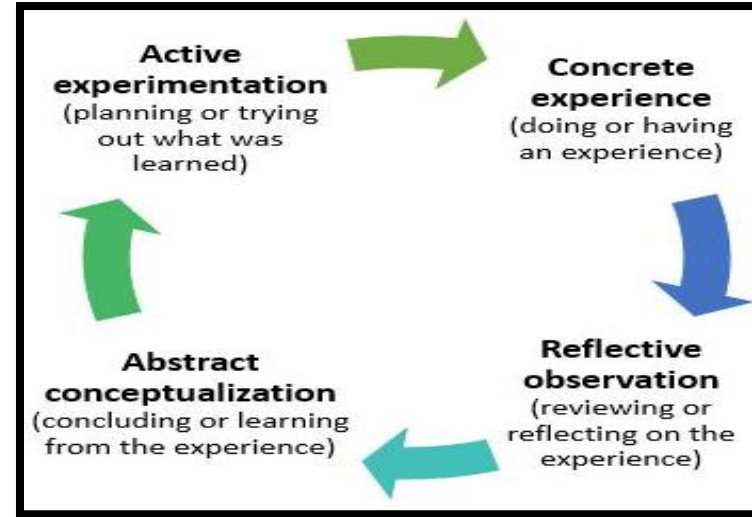 Active
experimentation
(planning or trying
out what was
learned)
Concrete
experience
(doing or having
an experience)
Reflective
observation
(reviewing or
reflecting on the
experience)
Abstract
conceptualization
(concluding or learning
from the experience)